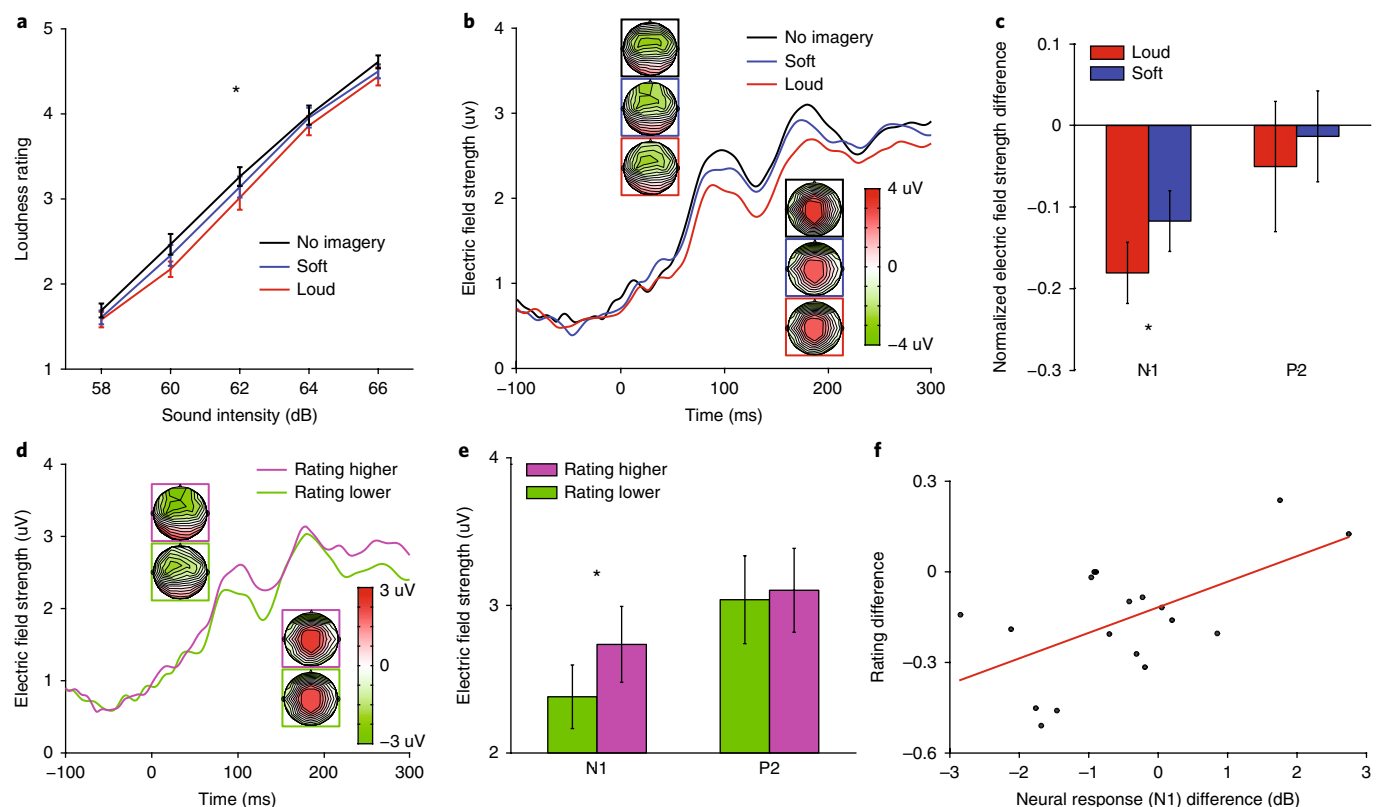 a
Loudness rating
5
4
3
2
1
*
No imagery
Soft
Loud
58 60 62 64 66
Sound intensity (dB)
b
Electric field strength (uv)
4
3
2
1
0
No imagery
Soft
Loud
4 uV
0
−4 uV
−100 0 100 200 300
Time (ms)
c
Normalized electric field strength difference
0.1
0
−0.1
−0.2
−0.3
Loud
Soft
*
N1 P2
d
Electric field strength (uV)
4
3
2
1
0
Rating higher
Rating lower
3 uV
0
−3 uV
−100 0 100 200 300
Time (ms)
e
Electric field strength (uV)
4
3
2
Rating higher
Rating lower
*
N1 P2
f
Rating difference
0.3
0
−0.3
−0.6
−3 −2 −1 0 1 2 3
Neural response (N1) difference (dB)